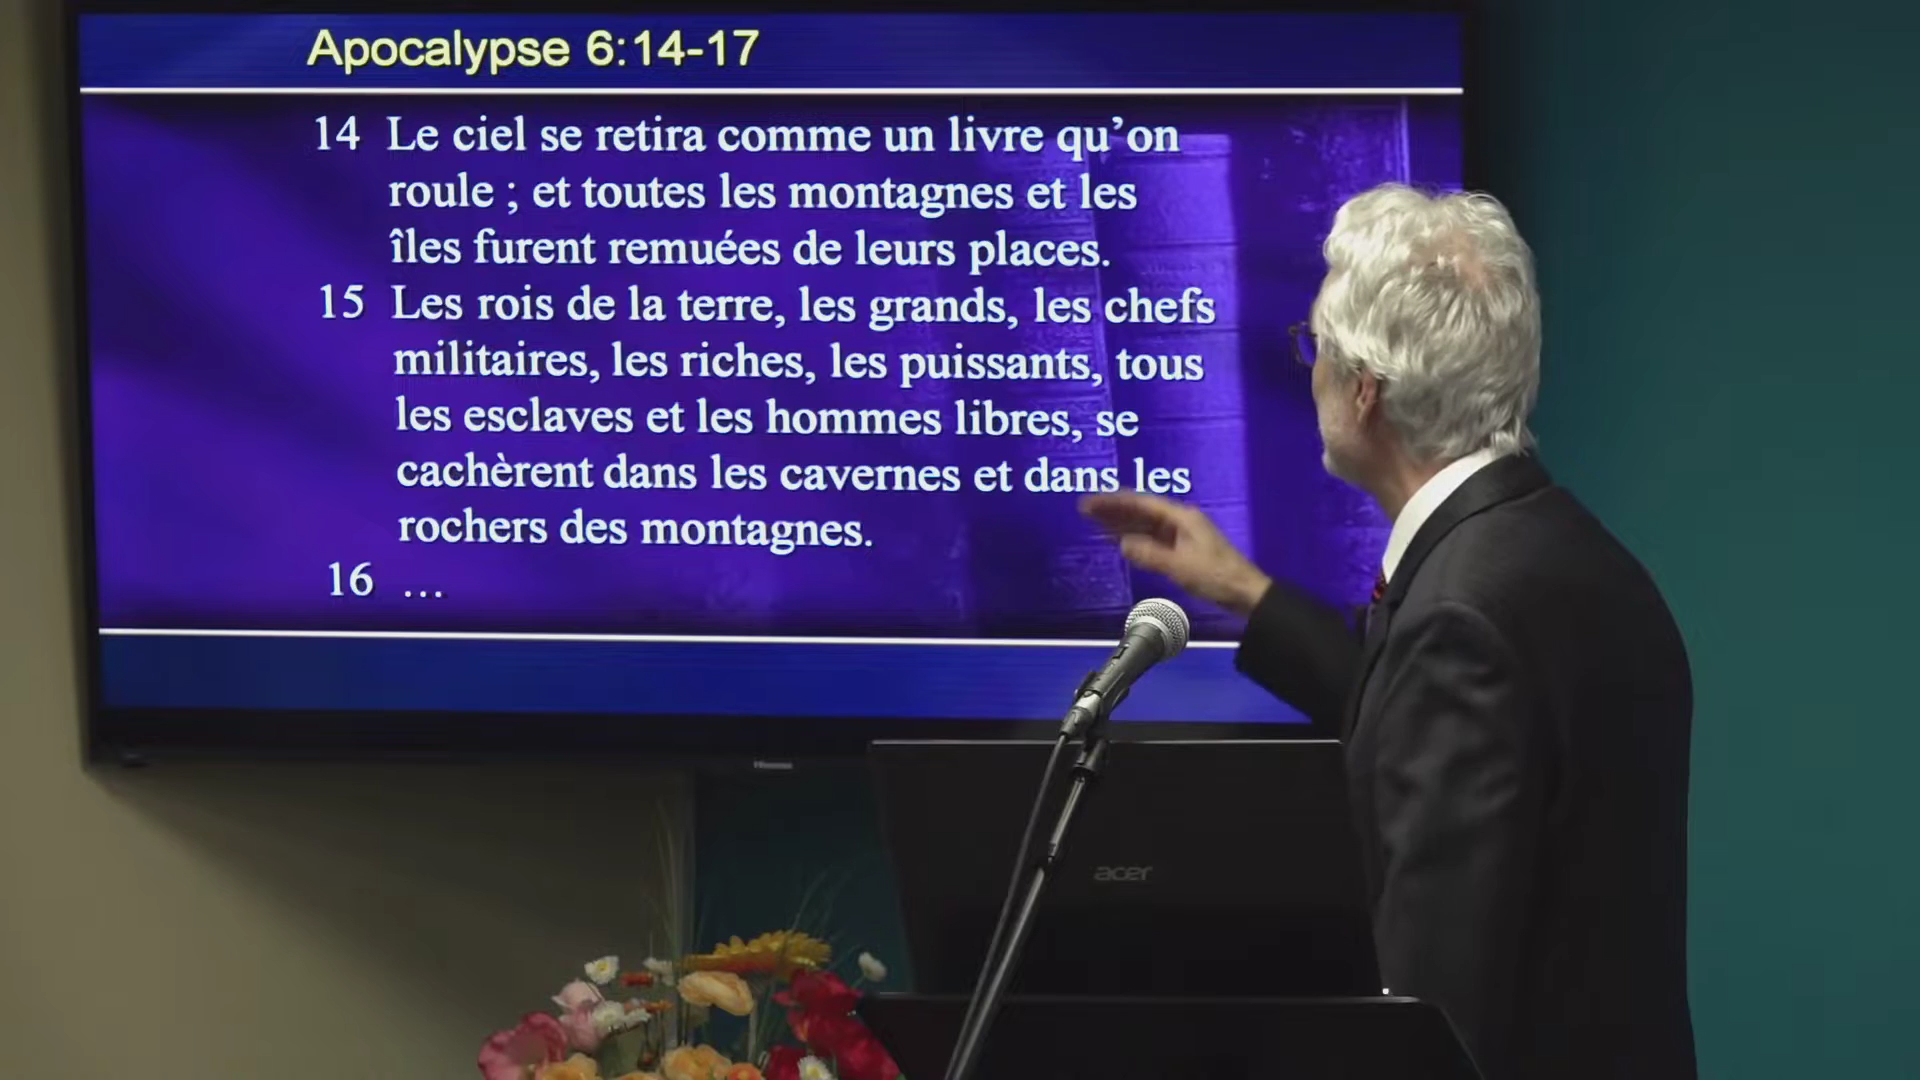 Apocalypse 6:14-17
14 Le ciel se retira comme un livre qu’on
roule ; et toutes les montagnes et les
îles furent remuées de leurs places.
15 Les rois de la terre, les grands, les chefs
militaires, les riches, les puissants, tous
les esclaves et les hommes libres, se
cachèrent dans les cavernes et dans les
rochers des montagnes.
16 …
Hisense
acer